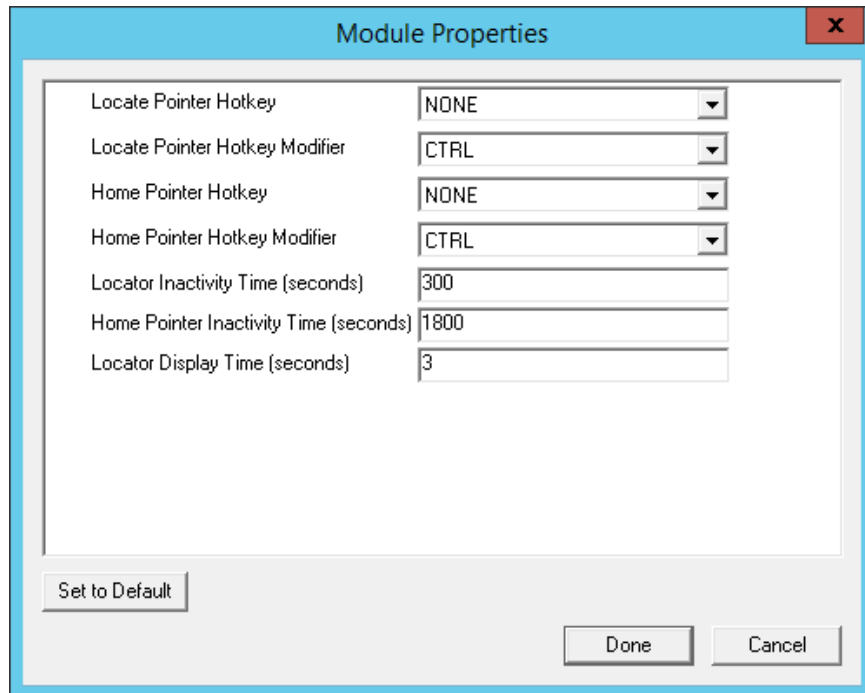 Module Properties
x
Locate Pointer Hotkey NONE
Locate Pointer Hotkey Modifier CTRL
Home Pointer Hotkey NONE
Home Pointer Hotkey Modifier CTRL
Locator Inactivity Time (seconds) 300
Home Pointer Inactivity Time (seconds) 1800
Locator Display Time (seconds) 3
Set to Default
Done Cancel